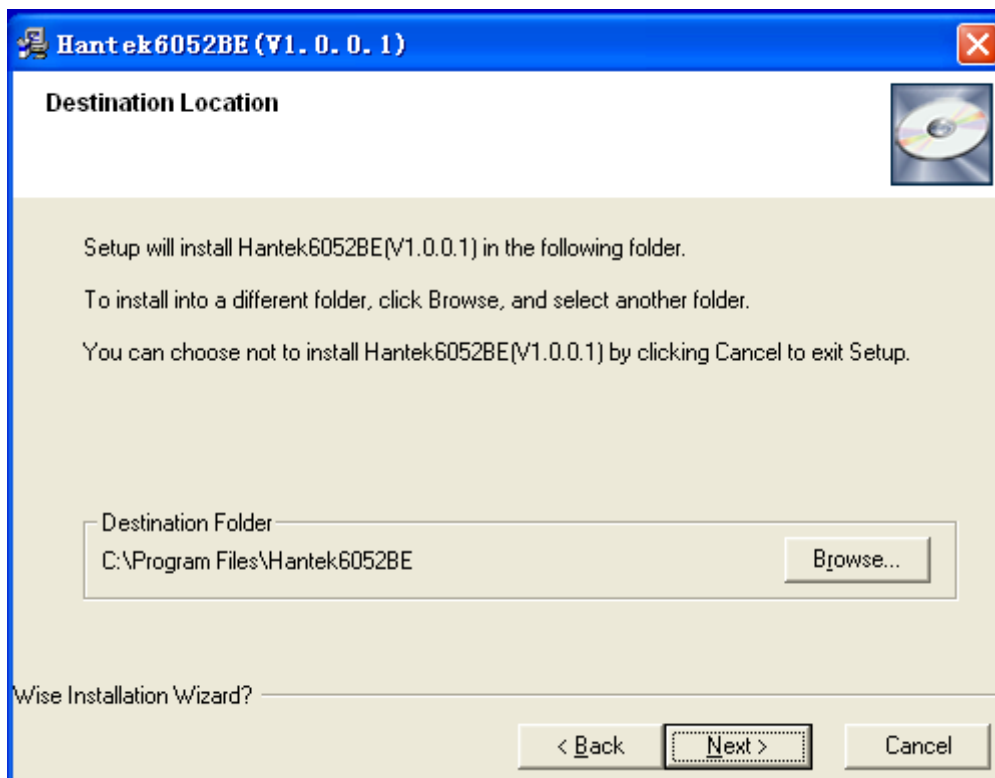 Hantek6052BE(V1.0.0.1)
Destination Location
Setup will install Hantek6052BE(V1.0.0.1) in the following folder.
To install into a different folder, click Browse, and select another folder.
You can choose not to install Hantek6052BE(V1.0.0.1) by clicking Cancel to exit Setup.
Destination Folder
C:\Program Files\Hantek6052BE
Browse...
Wise Installation Wizard?
< Back Next > Cancel